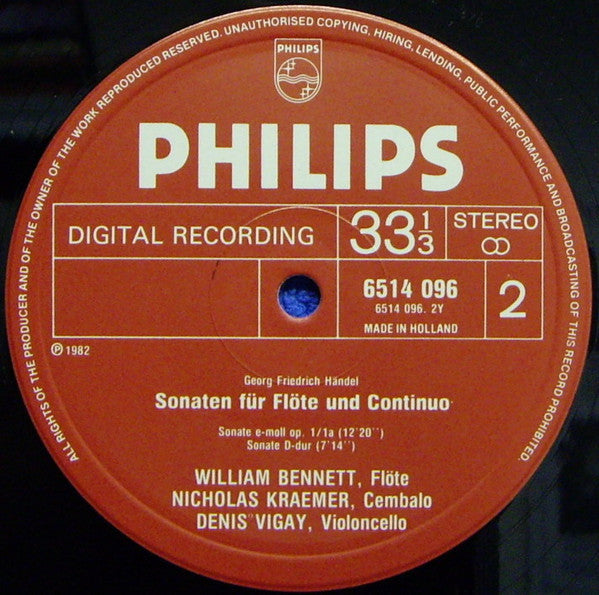 ALL RIGHTS OF THE PRODUCER AND OF THE OWNER OF THE WORK REPRODUCED RESERVED. UNAUTHORISED COPYING, HIRING, LENDING, PUBLIC PERFORMANCE AND BROADCASTING OF THIS RECORD PROHIBITED.
PHILIPS
PHILIPS
DIGITAL RECORDING
33 1/3
STEREO
6514 096
6514 096. 2Y
MADE IN HOLLAND
2
℗ 1982
Georg Friedrich Händel
Sonaten für Flöte und Continuo
Sonate e-moll op. 1/1a (12'20'')
Sonate D-dur (7'14'')
WILLIAM BENNETT, Flöte
NICHOLAS KRAEMER, Cembalo
DENIS VIGAY, Violoncello